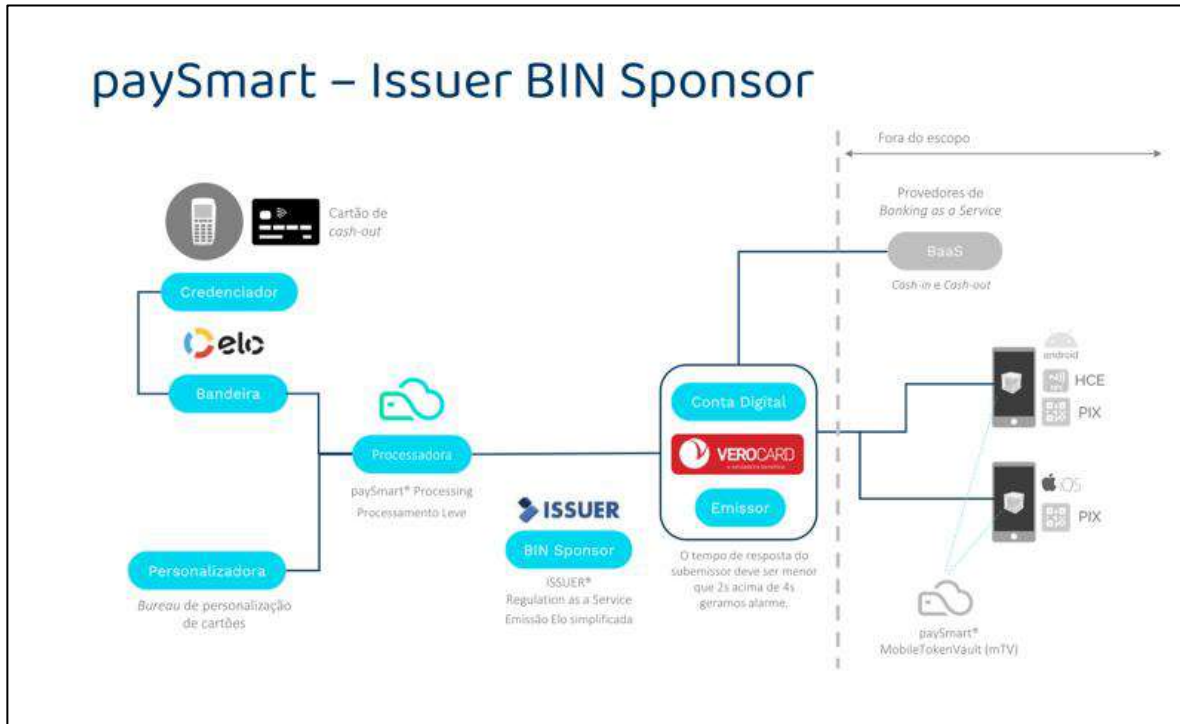 paySmart – Issuer BIN Sponsor
Fora do escopo
Cartão de
cash-out
Provedores de
Banking as a Service
BaaS
Cash-in e Cash-out
Credenciador
elo
Bandeira
Processadora
paySmart® Processing
Processamento Leve
Personalizadora
Bureau de personalização
de cartões
ISSUER
BIN Sponsor
ISSUER®
Regulation as a Service
Emissão Elo simplificada
Conta Digital
VEROCARD
Emissor
O tempo de resposta do
subemissor deve ser menor
que 2s acima de 4s
geramos alarme.
android
HCE
PIX
iOS
PIX
paySmart®
MobileTokenVault (mTV)